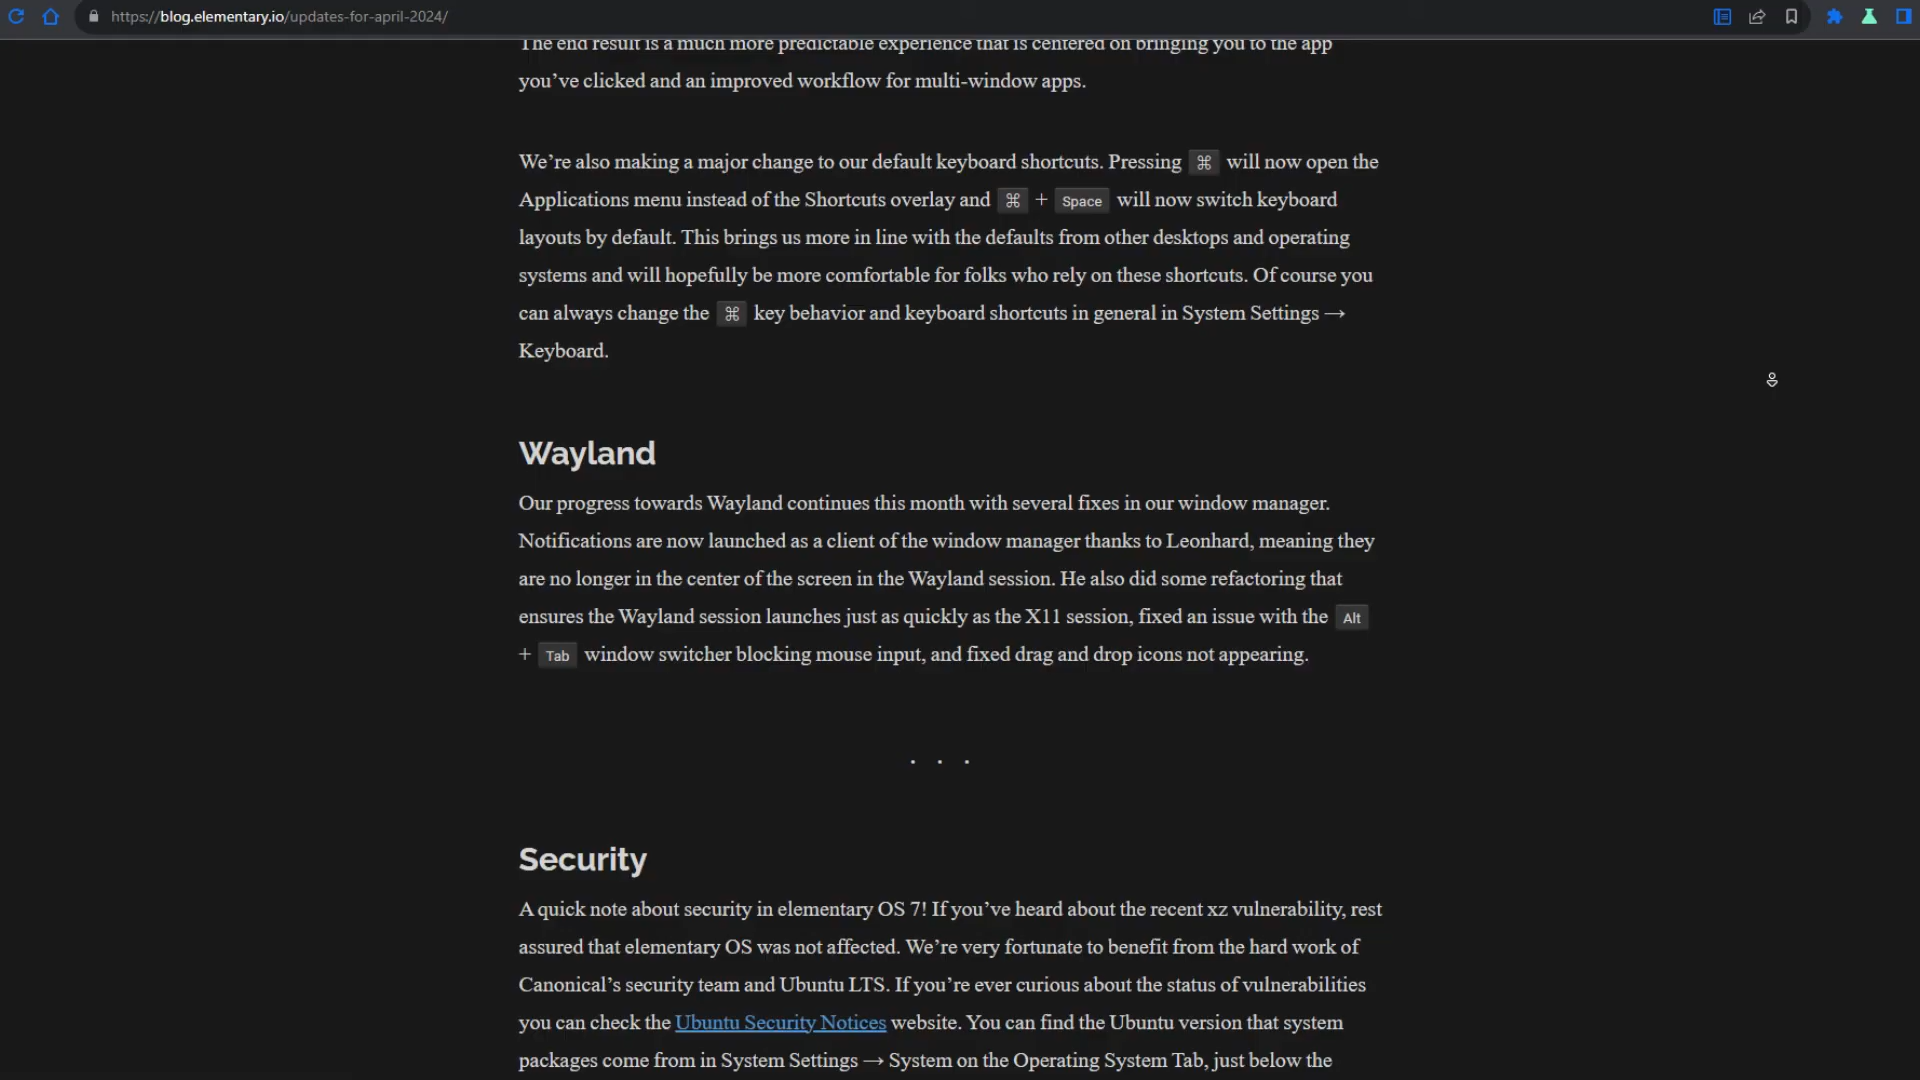 https://blog.elementary.io/updates-for-april-2024/
The end result is a much more predictable experience that is centered on bringing you to the app
you’ve clicked and an improved workflow for multi-window apps.
We’re also making a major change to our default keyboard shortcuts. Pressing ⌘ will now open the
Applications menu instead of the Shortcuts overlay and ⌘ + Space will now switch keyboard
layouts by default. This brings us more in line with the defaults from other desktops and operating
systems and will hopefully be more comfortable for folks who rely on these shortcuts. Of course you
can always change the ⌘ key behavior and keyboard shortcuts in general in System Settings →
Keyboard.
Wayland
Our progress towards Wayland continues this month with several fixes in our window manager.
Notifications are now launched as a client of the window manager thanks to Leonhard, meaning they
are no longer in the center of the screen in the Wayland session. He also did some refactoring that
ensures the Wayland session launches just as quickly as the X11 session, fixed an issue with the Alt
+ Tab window switcher blocking mouse input, and fixed drag and drop icons not appearing.
. . .
Security
A quick note about security in elementary OS 7! If you’ve heard about the recent xz vulnerability, rest
assured that elementary OS was not affected. We’re very fortunate to benefit from the hard work of
Canonical’s security team and Ubuntu LTS. If you’re ever curious about the status of vulnerabilities
you can check the Ubuntu Security Notices website. You can find the Ubuntu version that system
packages come from in System Settings → System on the Operating System Tab, just below the